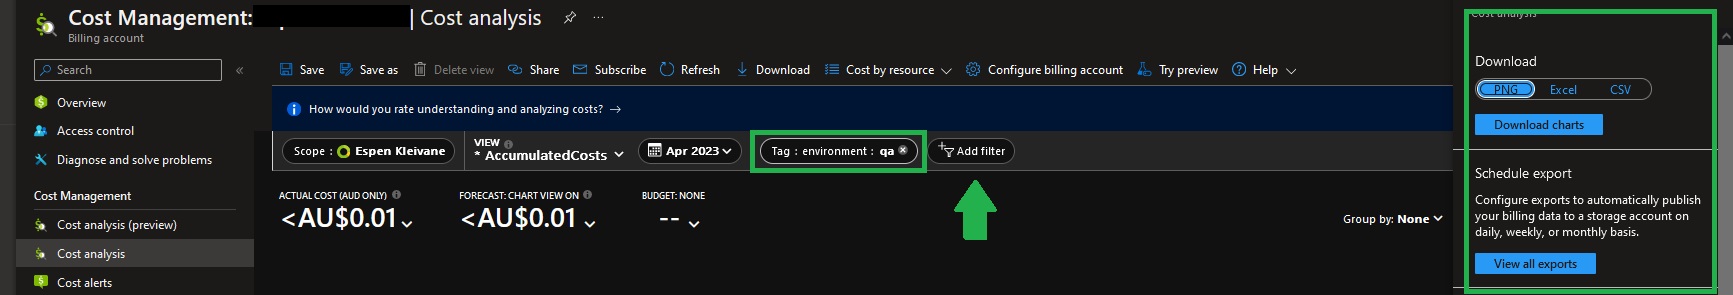 Cost Management: | Cost analysis
Billing account
Search
Overview
Access control
Diagnose and solve problems
Cost Management
Cost analysis (preview)
Cost analysis
Cost alerts
Save
Save as
Delete view
Share
Subscribe
Refresh
Download
Cost by resource
Configure billing account
Try preview
Help
How would you rate understanding and analyzing costs? →
Scope : Espen Kleivane
VIEW
* AccumulatedCosts
Apr 2023
Tag : environment : qa
Add filter
ACTUAL COST (AUD ONLY)
<AU$0.01
FORECAST: CHART VIEW ON
<AU$0.01
BUDGET: NONE
--
Group by: None
Cost analysis
Download
PNG Excel CSV
Download charts
Schedule export
Configure exports to automatically publish
your billing data to a storage account on
daily, weekly, or monthly basis.
View all exports